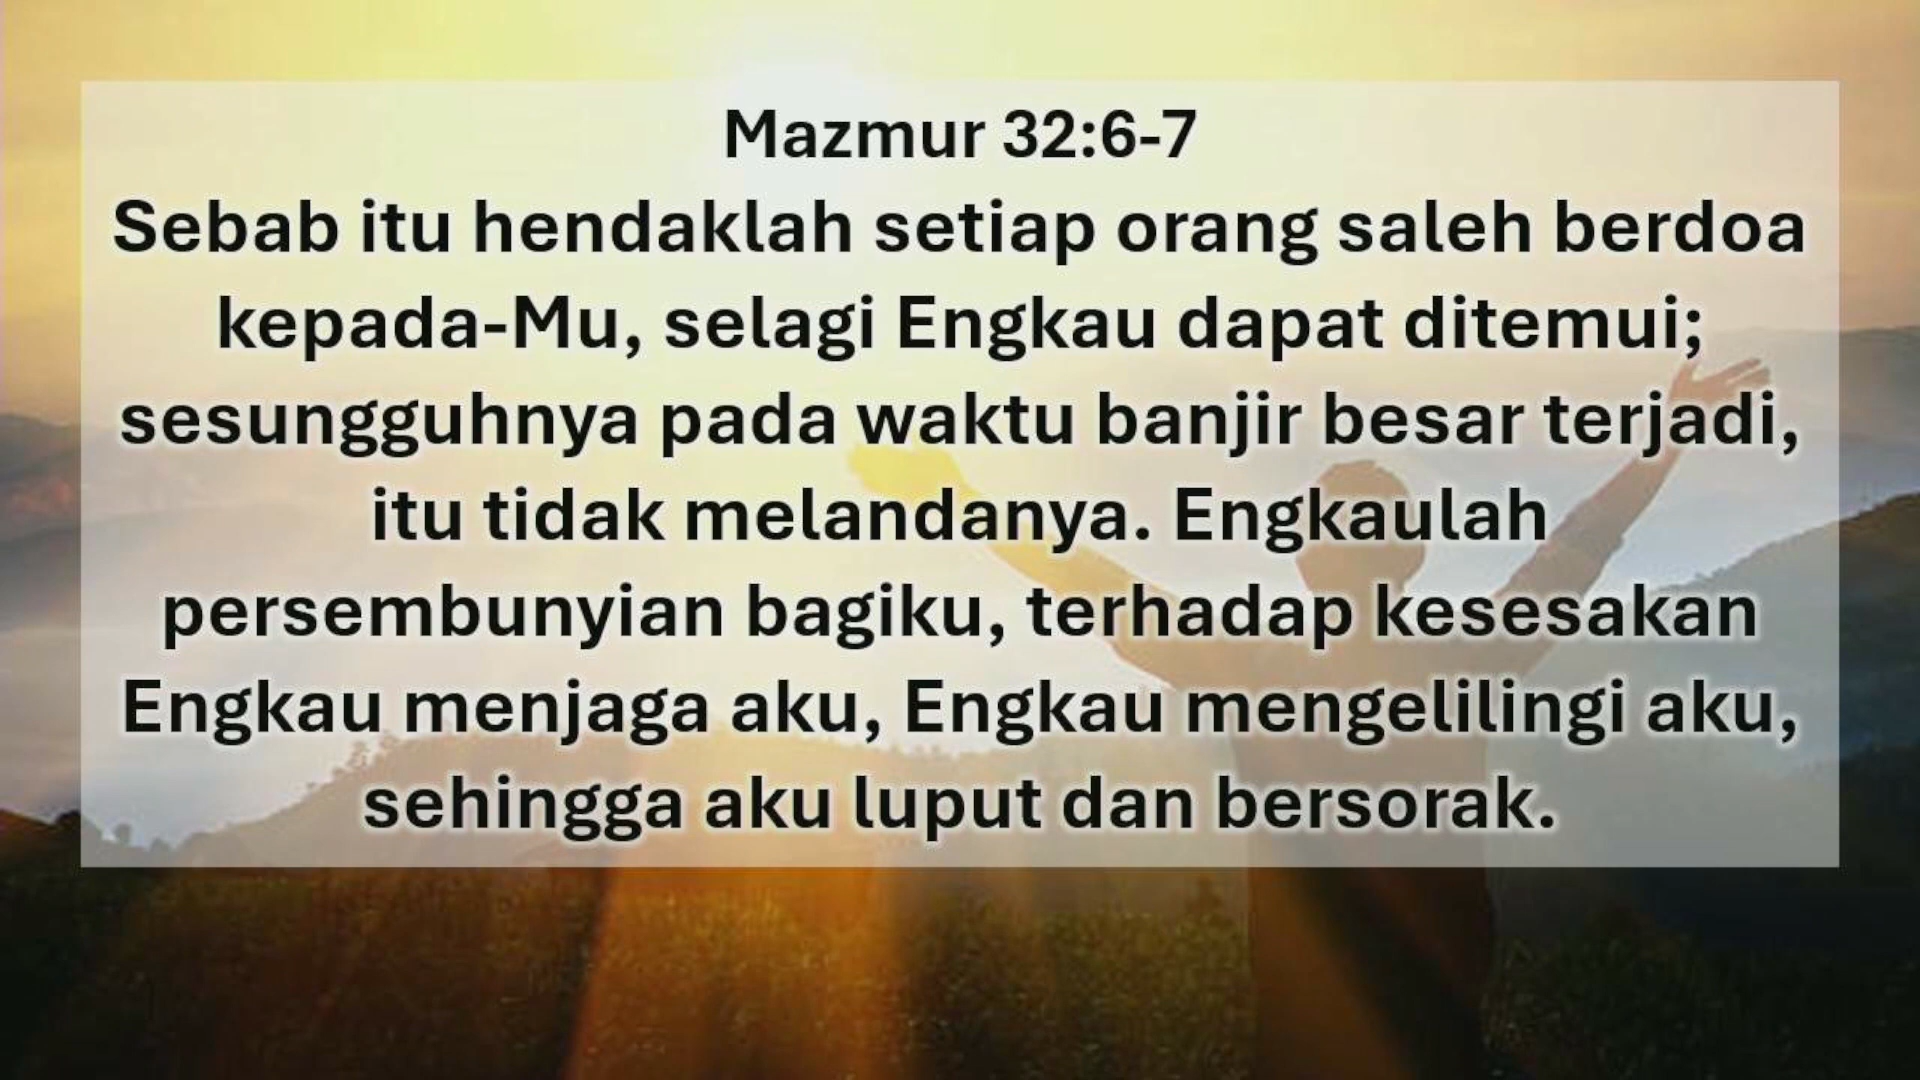 Mazmur 32:6-7
Sebab itu hendaklah setiap orang saleh berdoa
kepada-Mu, selagi Engkau dapat ditemui;
sesungguhnya pada waktu banjir besar terjadi,
itu tidak melandanya. Engkaulah
persembunyian bagiku, terhadap kesesakan
Engkau menjaga aku, Engkau mengelilingi aku,
sehingga aku luput dan bersorak.